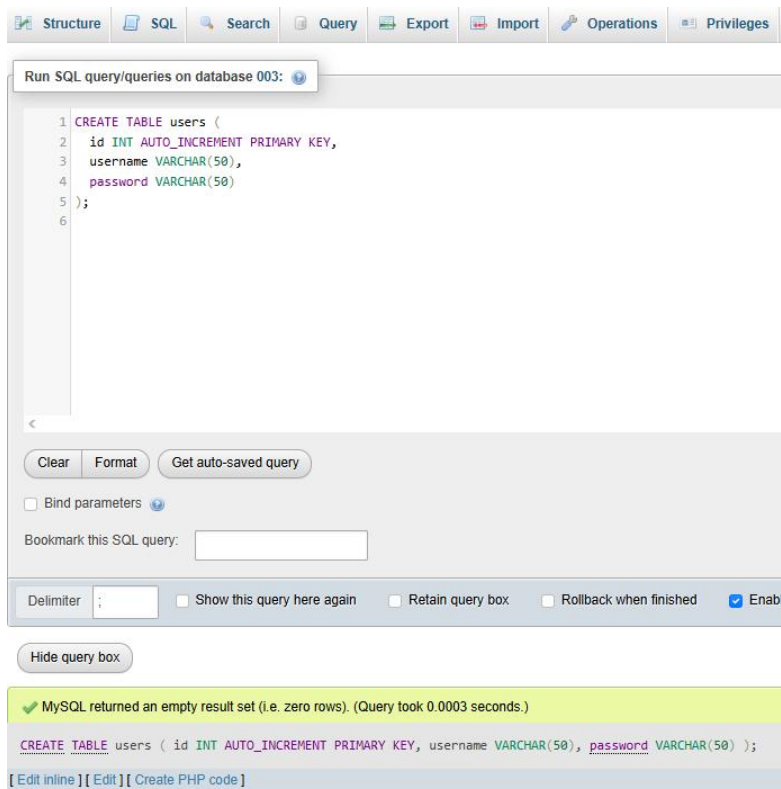 Structure SQL Search Query Export Import Operations Privileges
Run SQL query/queries on database 003:
1 CREATE TABLE users (
2 id INT AUTO_INCREMENT PRIMARY KEY,
3 username VARCHAR(50),
4 password VARCHAR(50)
5 );
6
<
Clear Format Get auto-saved query
Bind parameters
Bookmark this SQL query:
Delimiter ; Show this query here again Retain query box Rollback when finished Enab
Hide query box
MySQL returned an empty result set (i.e. zero rows). (Query took 0.0003 seconds.)
CREATE TABLE users ( id INT AUTO_INCREMENT PRIMARY KEY, username VARCHAR(50), password VARCHAR(50) );
[ Edit inline ] [ Edit ] [ Create PHP code ]